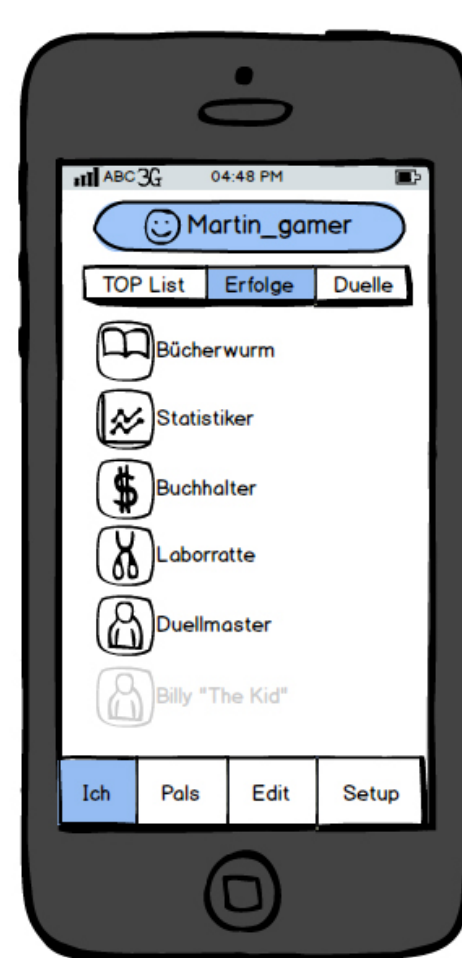 ABC 3G 04:48 PM
Martin_gamer
TOP List Erfolge Duelle
Bücherwurm
Statistiker
$
Buchhalter
Laborratte
Duellmaster
Billy "The Kid"
Ich Pals Edit Setup